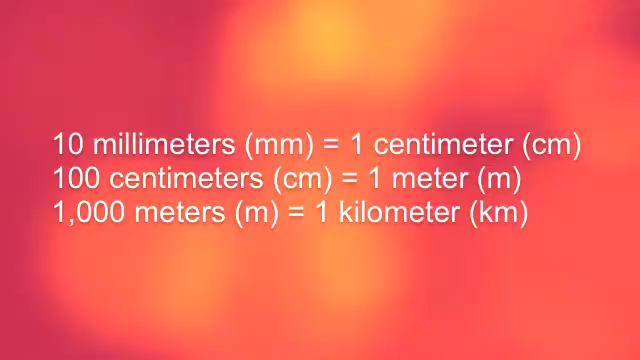 10 millimeters (mm) = 1 centimeter (cm)
100 centimeters (cm) = 1 meter (m)
1,000 meters (m) = 1 kilometer (km)